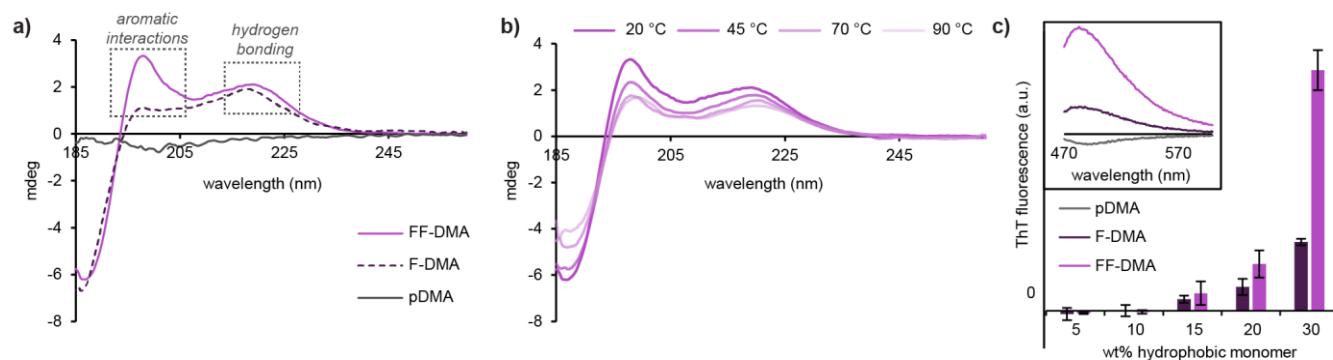 a)
aromatic
interactions
hydrogen
bonding
4
2
0
-2
-4
-6
-8
mdeg
185
205
225
245
wavelength (nm)
FF-DMA
F-DMA
pDMA
b)
20 °C
45 °C
70 °C
90 °C
4
2
0
-2
-4
-6
-8
mdeg
185
205
225
245
wavelength (nm)
c)
470
570
wavelength (nm)
ThT fluorescence (a.u.)
pDMA
F-DMA
FF-DMA
0
5
10
15
20
30
wt% hydrophobic monomer